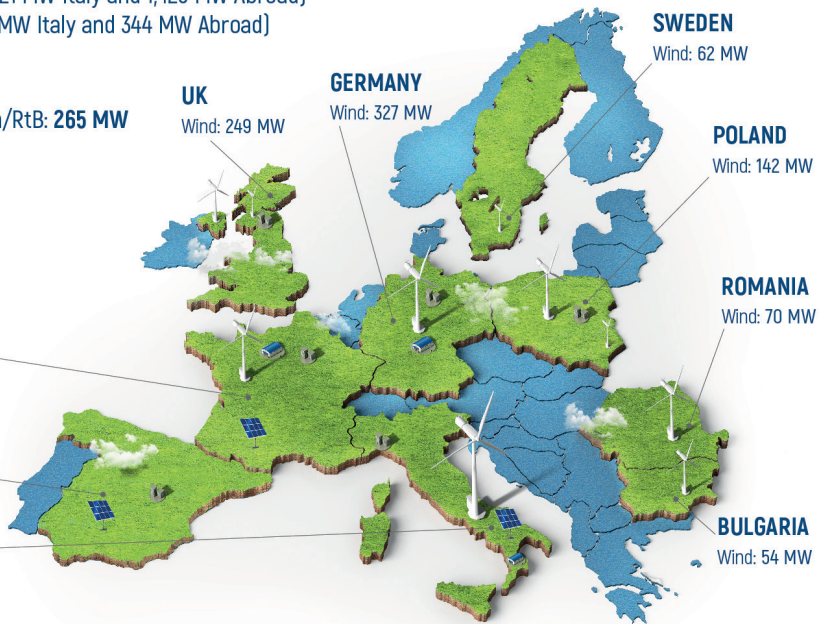 MW Italy and 344 MW Abroad)
/RtB: 265 MW
SWEDEN
Wind: 62 MW
GERMANY
Wind: 327 MW
UK
Wind: 249 MW
POLAND
Wind: 142 MW
ROMANIA
Wind: 70 MW
BULGARIA
Wind: 54 MW